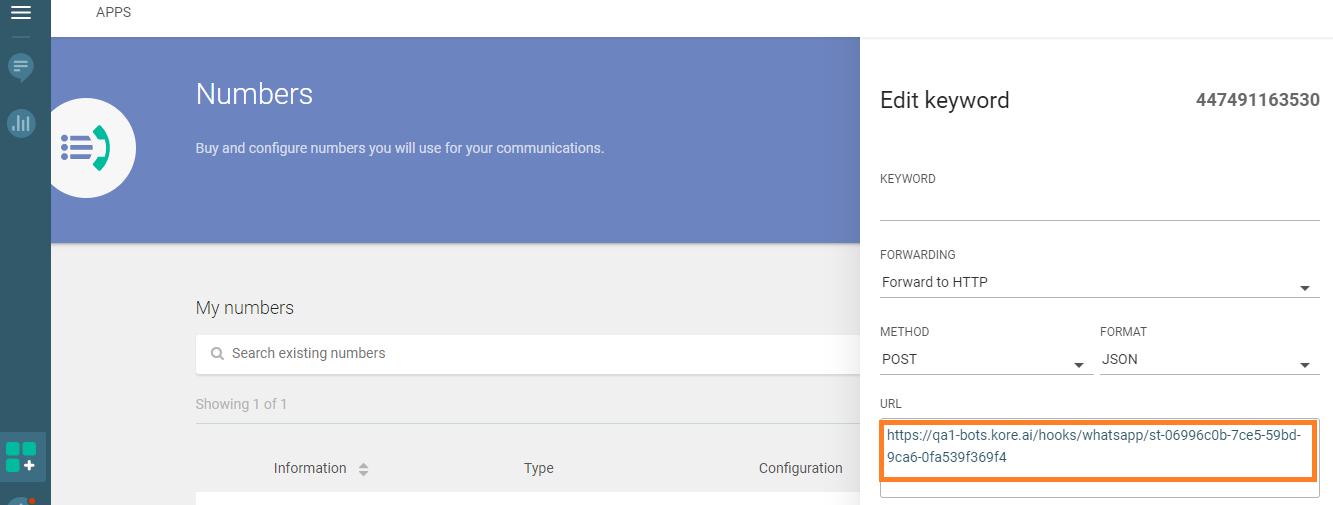 APPS
Numbers
Buy and configure numbers you will use for your communications.
My numbers
Search existing numbers
Showing 1 of 1
Information Type Configuration
Edit keyword 447491163530
KEYWORD
FORWARDING
Forward to HTTP
METHOD FORMAT
POST JSON
URL
https://qa1-bots.kore.ai/hooks/whatsapp/st-06996c0b-7ce5-59bd-
9ca6-0fa539f369f4